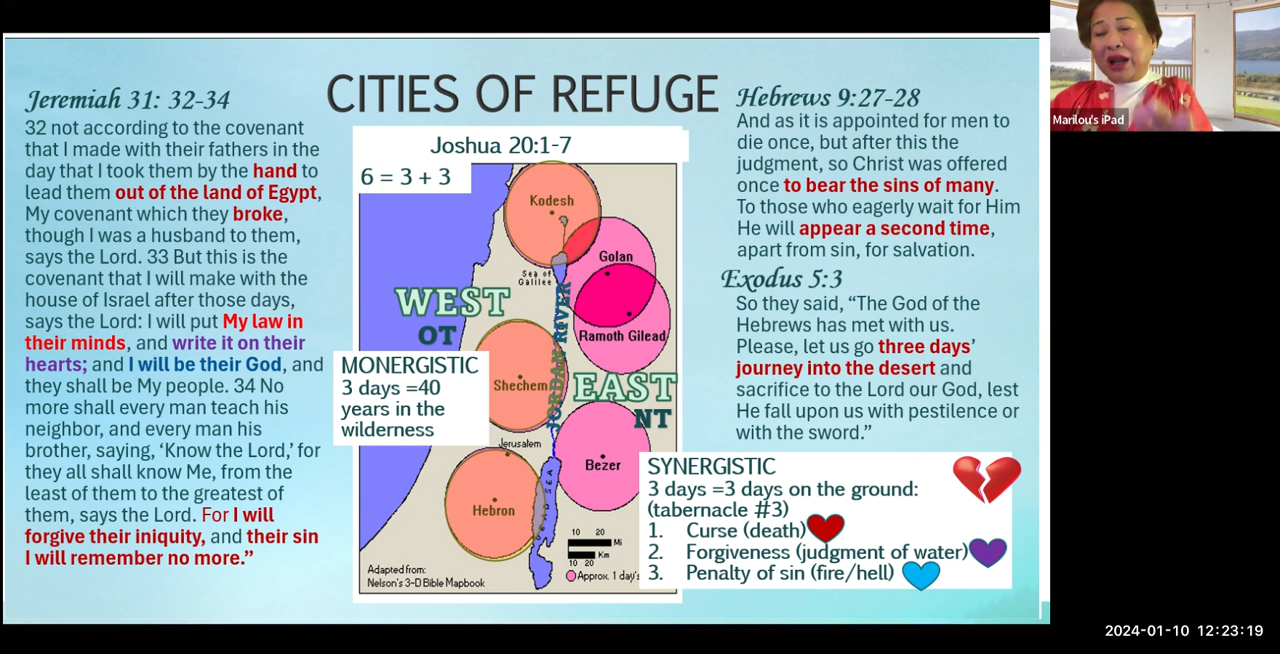 CITIES OF REFUGE
Jeremiah 31: 32-34
32 not according to the covenant
that I made with their fathers in the
day that I took them by the hand to
lead them out of the land of Egypt,
My covenant which they broke,
though I was a husband to them,
says the Lord. 33 But this is the
covenant that I will make with the
house of Israel after those days,
says the Lord: I will put My law in
their minds, and write it on their
hearts; and I will be their God, and
they shall be My people. 34 No
more shall every man teach his
neighbor, and every man his
brother, saying, ‘Know the Lord,’ for
they all shall know Me, from the
least of them to the greatest of
them, says the Lord. For I will
forgive their iniquity, and their sin
I will remember no more.”
Joshua 20:1-7
6 = 3 + 3
Kodesh
Golan
Sea of
Galilee
WEST
OT
JORDAN RIVER
Ramoth Gilead
MONERGISTIC
3 days =40
years in the
wilderness
Shechem
EAST
NT
Jerusalem
Bezer
Hebron
DEAD SEA
10 20
Mi
Km
10 20
Adapted from:
Nelson's 3-D Bible Mapbook
Approx. 1 day's
Hebrews 9:27-28
And as it is appointed for men to
die once, but after this the
judgment, so Christ was offered
once to bear the sins of many.
To those who eagerly wait for Him
He will appear a second time,
apart from sin, for salvation.
Exodus 5:3
So they said, “The God of the
Hebrews has met with us.
Please, let us go three days’
journey into the desert and
sacrifice to the Lord our God, lest
He fall upon us with pestilence or
with the sword.”
SYNERGISTIC
3 days =3 days on the ground:
(tabernacle #3)
1. Curse (death)
2. Forgiveness (judgment of water)
3. Penalty of sin (fire/hell)
Marilou's iPad
2024-01-10 12:23:19